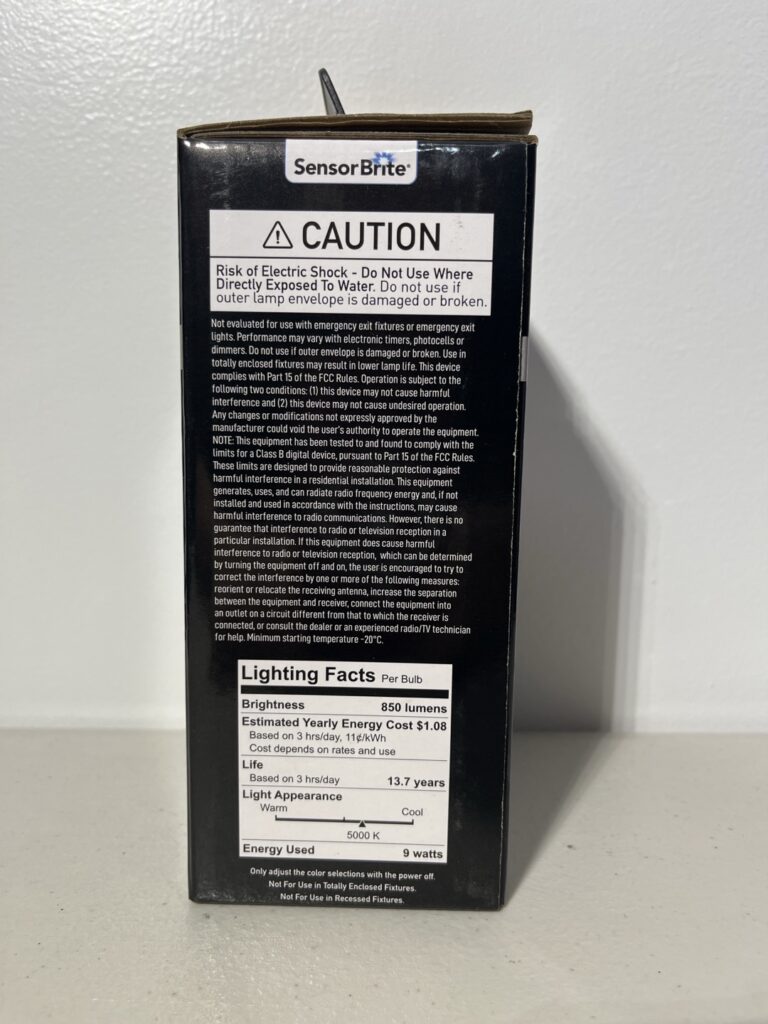 SensorBrite®
⚠ CAUTION
Risk of Electric Shock - Do Not Use Where
Directly Exposed To Water. Do not use if
outer lamp envelope is damaged or broken.
Not evaluated for use with emergency exit fixtures or emergency exit
lights. Performance may vary with electronic timers, photocells or
dimmers. Do not use if outer envelope is damaged or broken. Use in
totally enclosed fixtures may result in lower lamp life. This device
complies with Part 15 of the FCC Rules. Operation is subject to the
following two conditions: (1) this device may not cause harmful
interference and (2) this device may not cause undesired operation.
Any changes or modifications not expressly approved by the
manufacturer could void the user's authority to operate the equipment.
NOTE: This equipment has been tested to and found to comply with the
limits for a Class B digital device, pursuant to Part 15 of the FCC Rules.
These limits are designed to provide reasonable protection against
harmful interference in a residential installation. This equipment
generates, uses, and can radiate radio frequency energy and, if not
installed and used in accordance with the instructions, may cause
harmful interference to radio communications. However, there is no
guarantee that interference to radio or television reception in a
particular installation. If this equipment does cause harmful
interference to radio or television reception, which can be determined
by turning the equipment off and on, the user is encouraged to try to
correct the interference by one or more of the following measures:
reorient or relocate the receiving antenna, increase the separation
between the equipment and receiver, connect the equipment into
an outlet on a circuit different from that to which the receiver is
connected, or consult the dealer or an experienced radio/TV technician
for help. Minimum starting temperature -20°C.
Lighting Facts Per Bulb
Brightness 850 lumens
Estimated Yearly Energy Cost $1.08
Based on 3 hrs/day, 11¢/kWh
Cost depends on rates and use
Life
Based on 3 hrs/day 13.7 years
Light Appearance
Warm Cool
5000 K
Energy Used 9 watts
Only adjust the color selections with the power off.
Not For Use in Totally Enclosed Fixtures.
Not For Use in Recessed Fixtures.